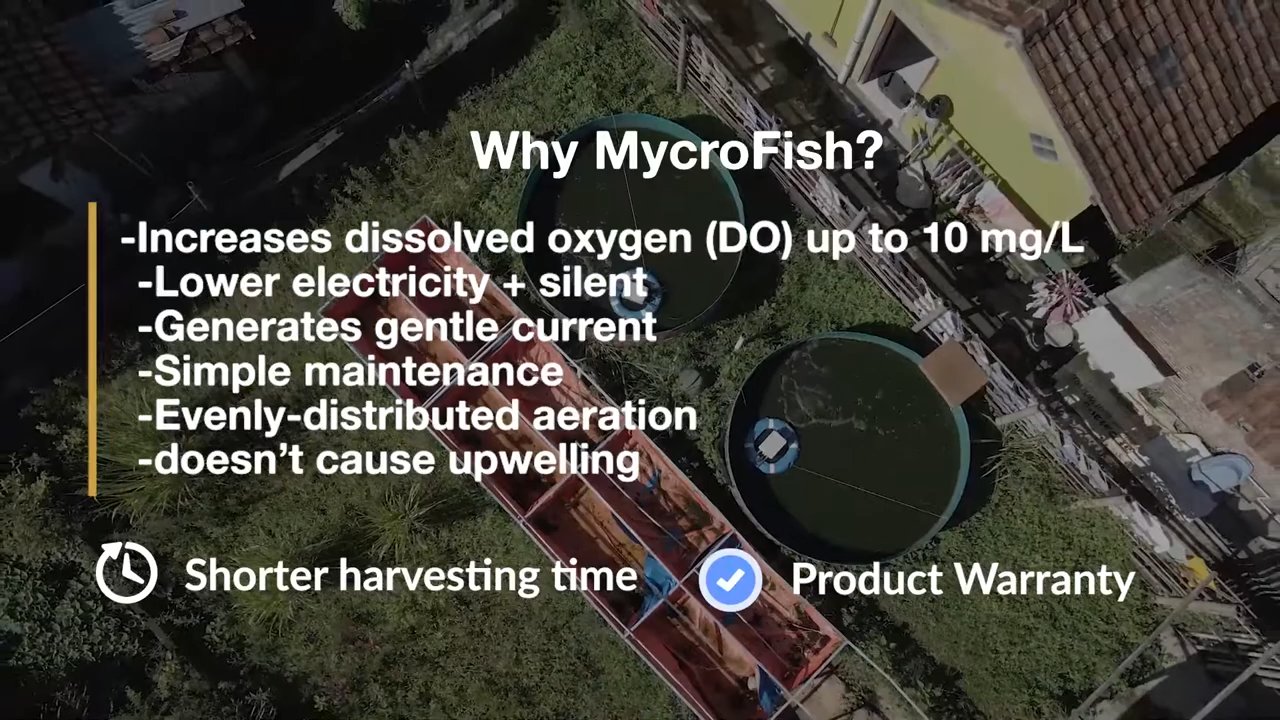 Why MycroFish?
-Increases dissolved oxygen (DO) up to 10 mg/L
-Lower electricity + silent
-Generates gentle current
-Simple maintenance
-Evenly-distributed aeration
-doesn’t cause upwelling
Shorter harvesting time
Product Warranty